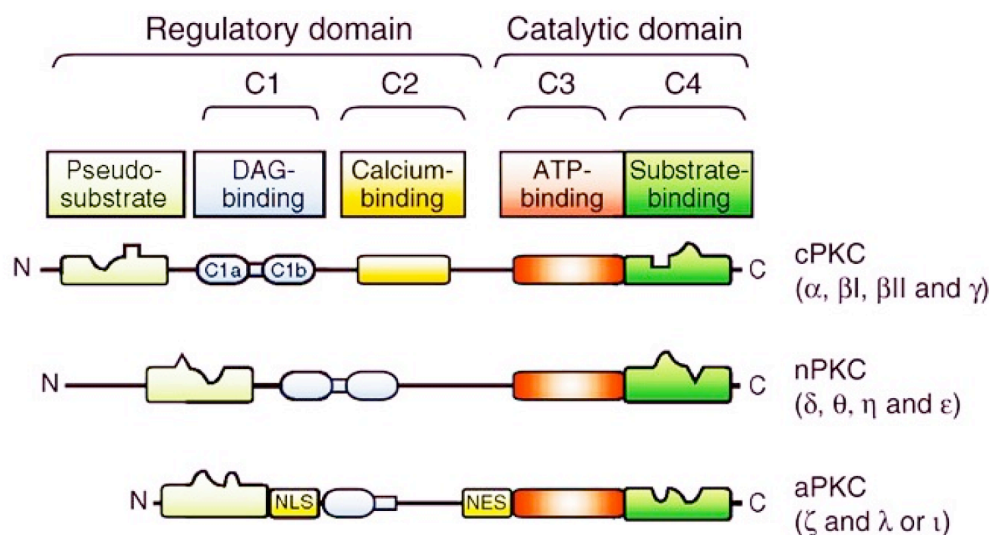 Regulatory domain
Catalytic domain
C1
C2
C3
C4
Pseudo-
substrate
DAG-
binding
Calcium-
binding
ATP-
binding
Substrate-
binding
N
C1a
C1b
C
cPKC
(α, βI, βII and γ)
N
C
nPKC
(δ, θ, η and ε)
N
NLS
NES
C
aPKC
(ζ and λ or ι)